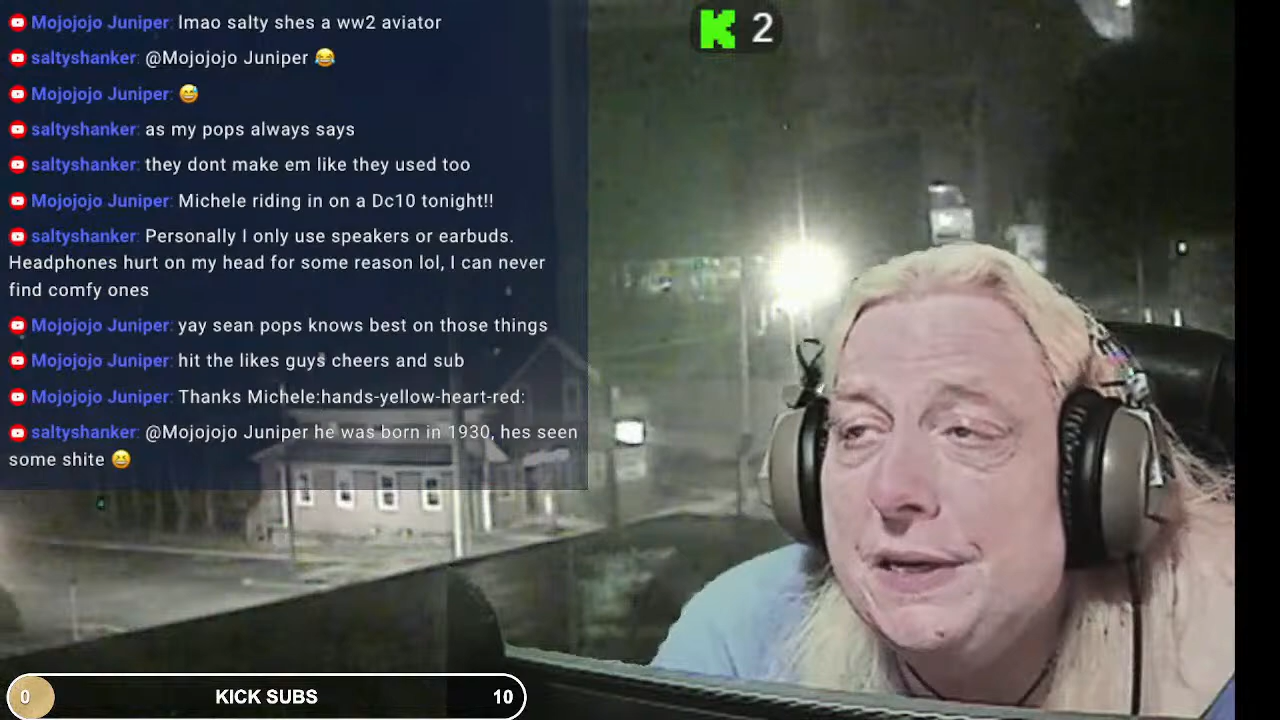 Mojojojo Juniper: lmao salty shes a ww2 aviator
saltyshanker: @Mojojojo Juniper 😂
Mojojojo Juniper: 😅
saltyshanker: as my pops always says
saltyshanker: they dont make em like they used too
Mojojojo Juniper: Michele riding in on a Dc10 tonight!!
saltyshanker: Personally I only use speakers or earbuds.
Headphones hurt on my head for some reason lol, I can never
find comfy ones
Mojojojo Juniper: yay sean pops knows best on those things
Mojojojo Juniper: hit the likes guys cheers and sub
Mojojojo Juniper: Thanks Michele:hands-yellow-heart-red:
saltyshanker: @Mojojojo Juniper he was born in 1930, hes seen
some shite 😆
K 2
0 KICK SUBS 10